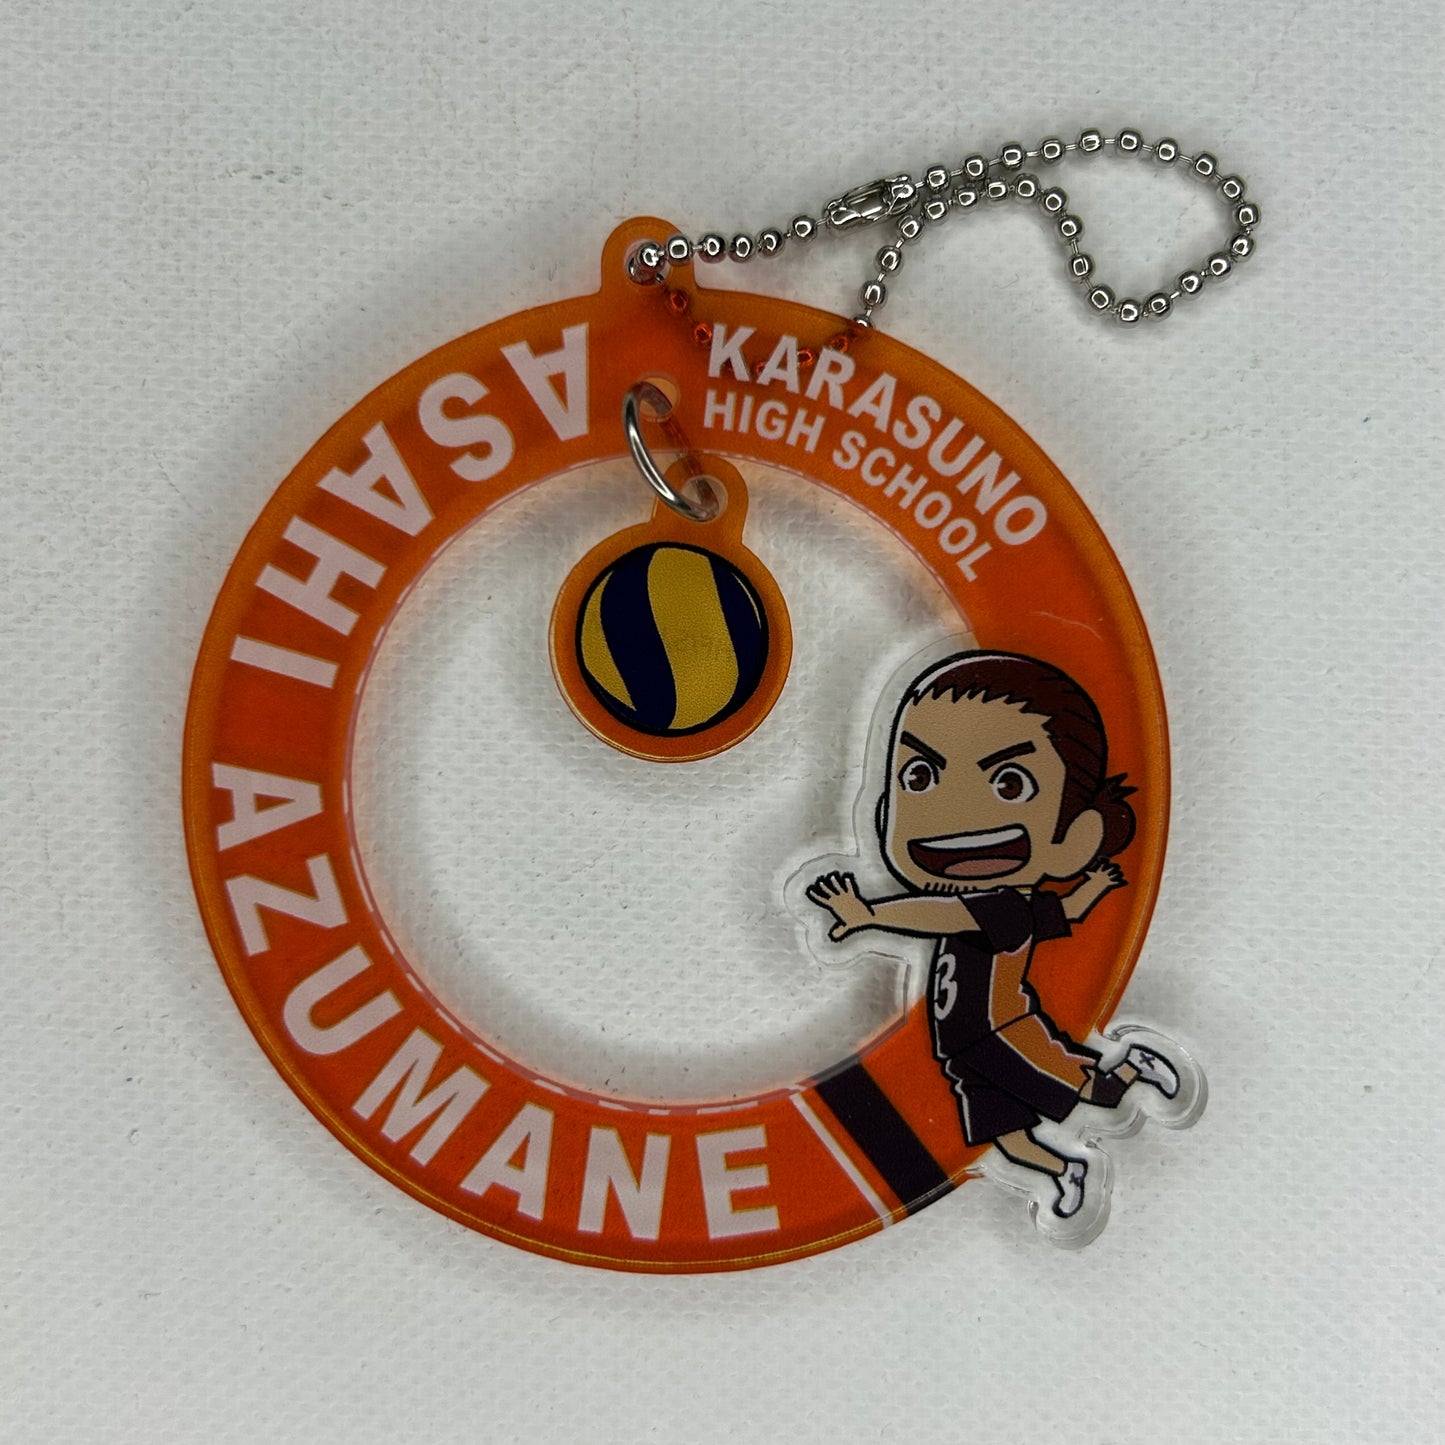 ASAHI AZUMANE
KARASUNO
HIGH SCHOOL
3